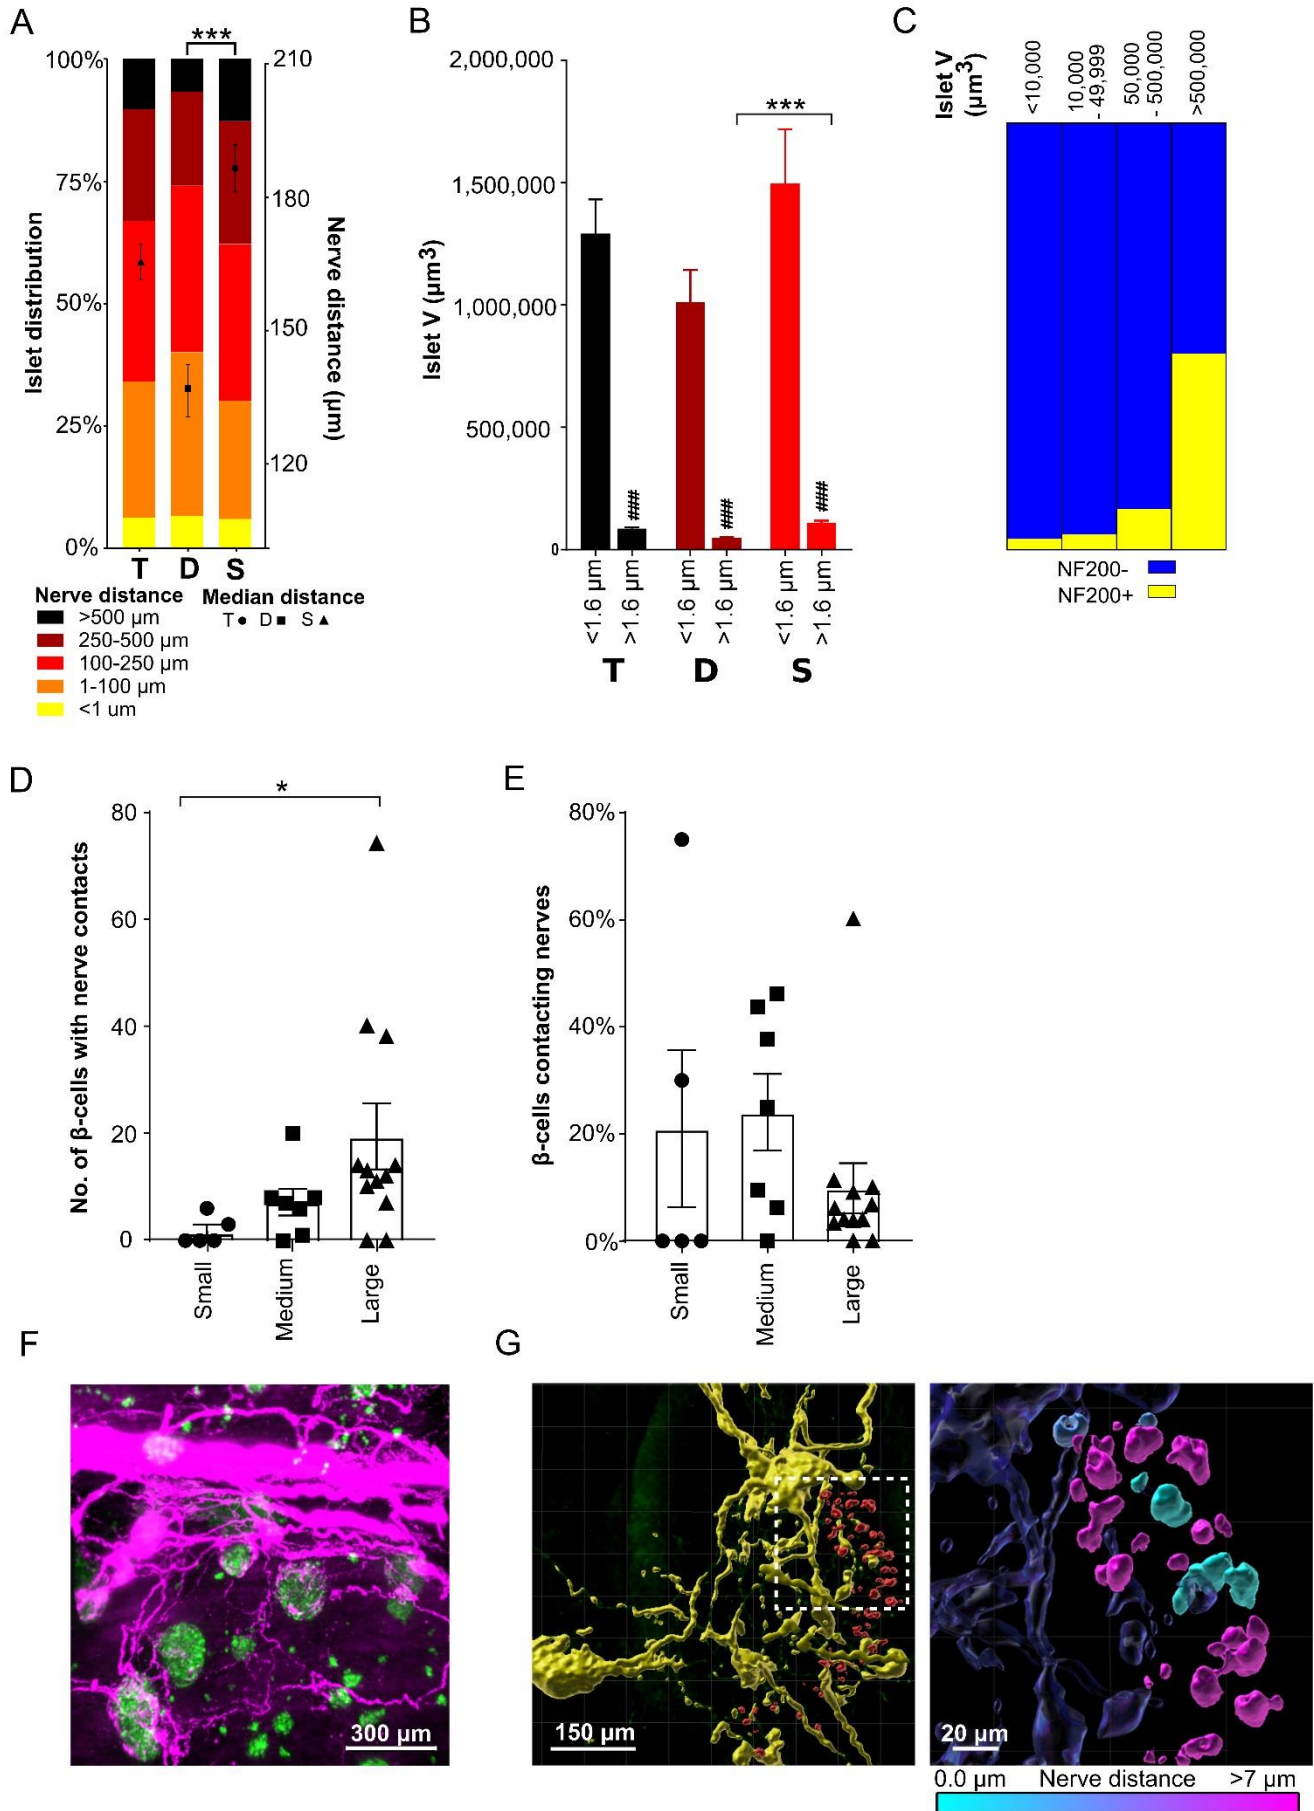 A
***
100%
75%
50%
25%
0%
Islet distribution
210
180
150
120
Nerve distance (µm)
T D S
Nerve distance
>500 µm
250-500 µm
100-250 µm
1-100 µm
<1 um
Median distance
T D S
B
2,000,000
1,500,000
1,000,000
500,000
0
Islet V (µm3)
***
###
###
###
<1.6 µm
>1.6 µm
<1.6 µm
>1.6 µm
<1.6 µm
>1.6 µm
T D S
C
Islet V
(µm3)
<10,000
10,000
- 49,999
50,000
- 500,000
>500,000
NF200-
NF200+
D
*
80
60
40
20
0
No. of β-cells with nerve contacts
Small
Medium
Large
E
80%
60%
40%
20%
0%
β-cells contacting nerves
Small
Medium
Large
F
300 µm
G
150 µm
20 µm
0.0 µm Nerve distance >7 µm